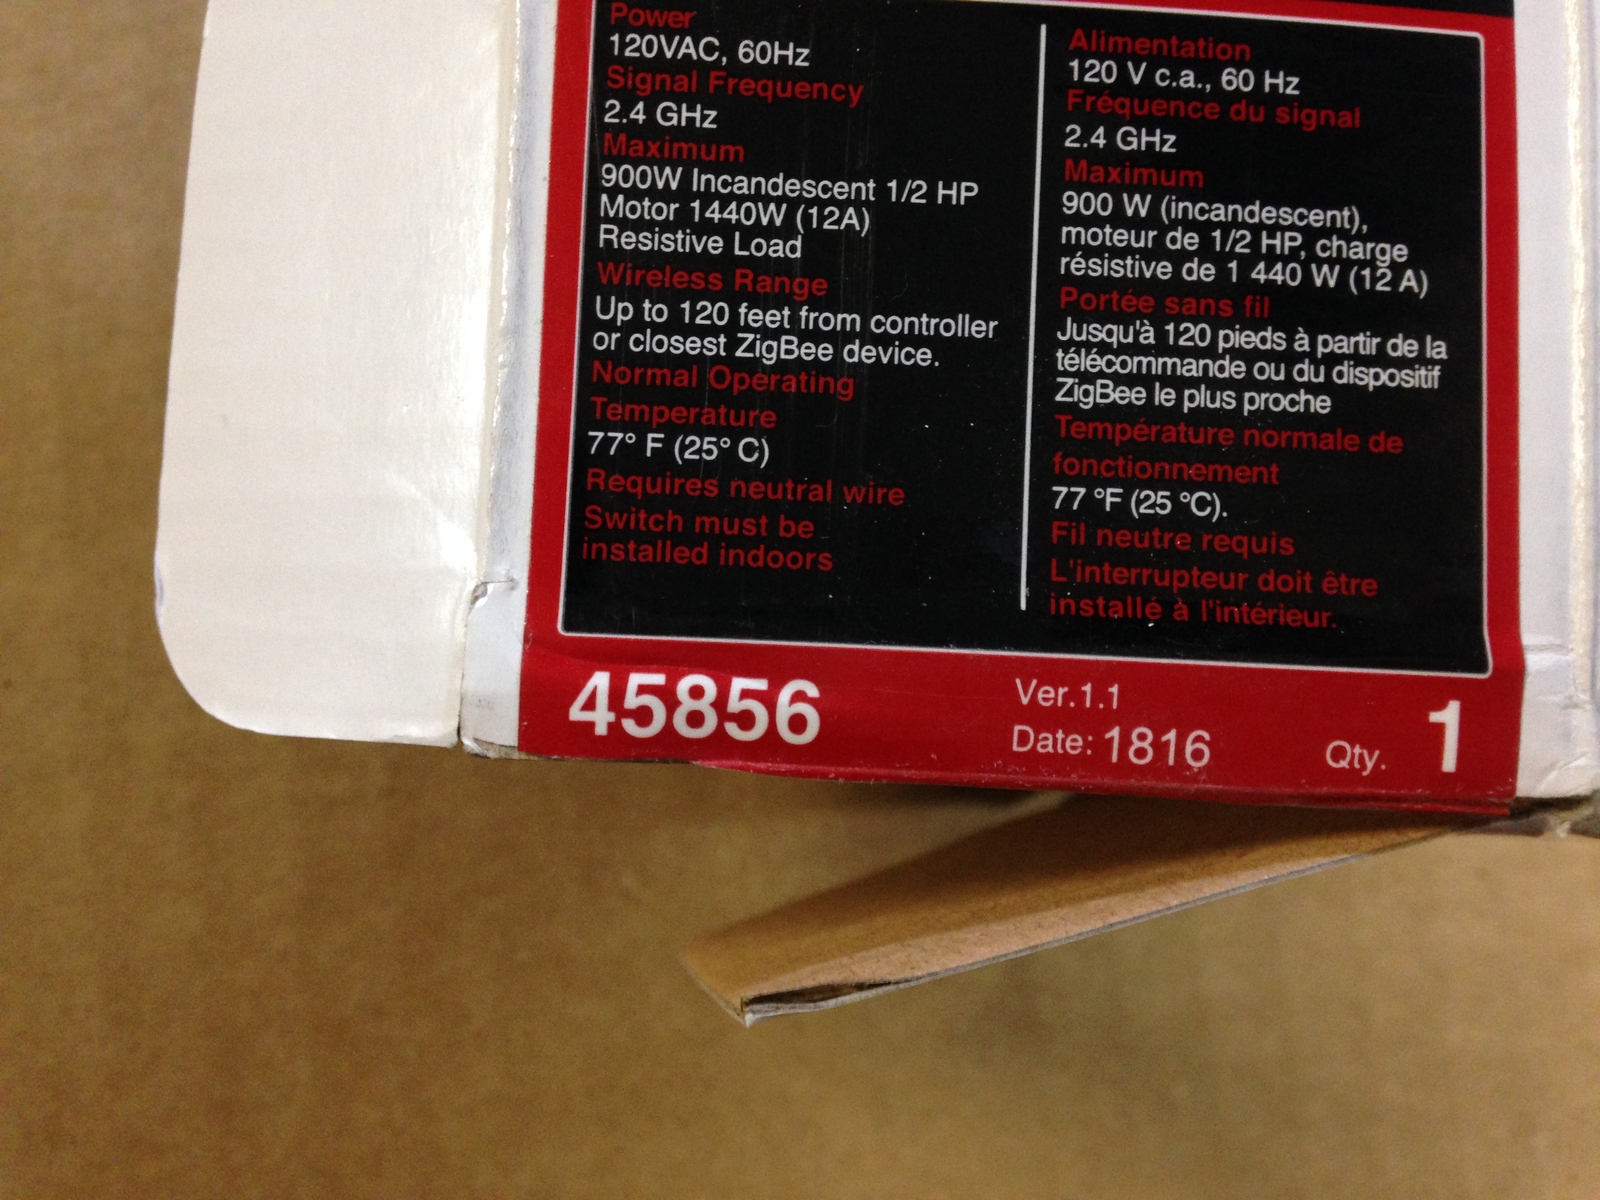 Power
120VAC, 60Hz
Signal Frequency
2.4 GHz
Maximum
900W Incandescent 1/2 HP
Motor 1440W (12A)
Resistive Load
Wireless Range
Up to 120 feet from controller
or closest ZigBee device.
Normal Operating
Temperature
77° F (25° C)
Requires neutral wire
Switch must be
installed indoors
Alimentation
120 V c.a., 60 Hz
Fréquence du signal
2.4 GHz
Maximum
900 W (incandescent),
moteur de 1/2 HP, charge
résistive de 1 440 W (12 A)
Portée sans fil
Jusqu'à 120 pieds à partir de la
télécommande ou du dispositif
ZigBee le plus proche
Température normale de
fonctionnement
77 °F (25 °C).
Fil neutre requis
L'interrupteur doit être
installé à l'intérieur.
45856
Ver.1.1
Date: 1816
Qty. 1